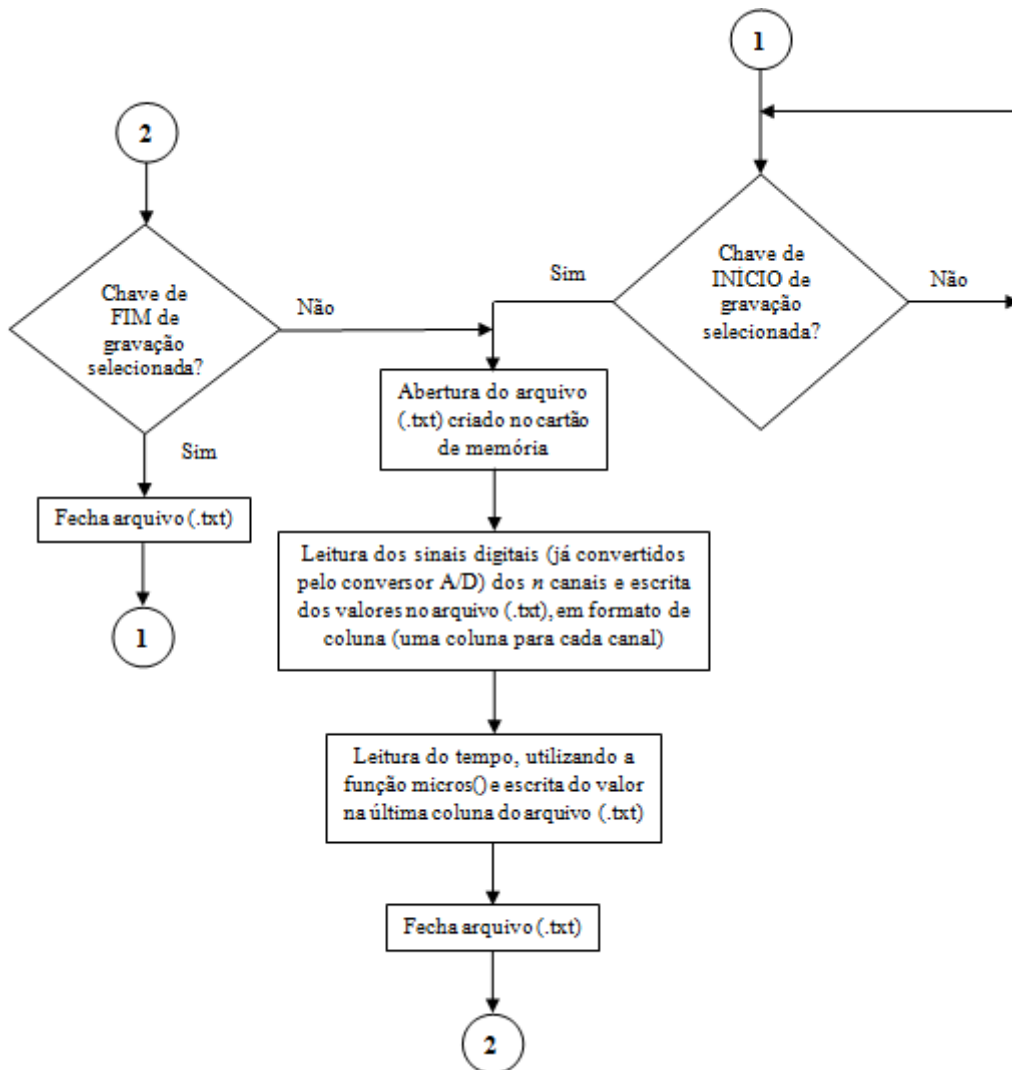 1
2
Chave de
INÍCIO de
gravação
selecionada?
Sim
Não
Chave de
FIM de
gravação
selecionada?
Não
Sim
Abertura do arquivo
(.txt) criado no cartão
de memória
Fecha arquivo (.txt)
Leitura dos sinais digitais (já convertidos
pelo conversor A/D) dos n canais e escrita
dos valores no arquivo (.txt), em formato de
coluna (uma coluna para cada canal)
1
Leitura do tempo, utilizando a
função micros() e escrita do valor
na última coluna do arquivo (.txt)
Fecha arquivo (.txt)
2